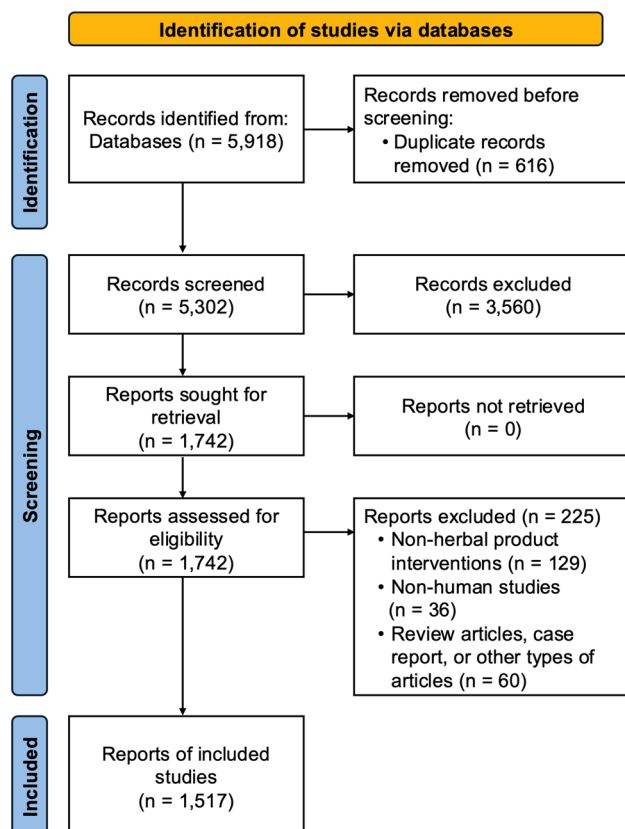 Identification of studies via databases
Identification
Records identified from:
Databases (n = 5,918)
Records removed before
screening:
• Duplicate records
removed (n = 616)
Screening
Records screened
(n = 5,302)
Records excluded
(n = 3,560)
Reports sought for
retrieval
(n = 1,742)
Reports not retrieved
(n = 0)
Reports assessed for
eligibility
(n = 1,742)
Reports excluded (n = 225)
• Non-herbal product
interventions (n = 129)
• Non-human studies
(n = 36)
• Review articles, case
report, or other types of
articles (n = 60)
Included
Reports of included
studies
(n = 1,517)